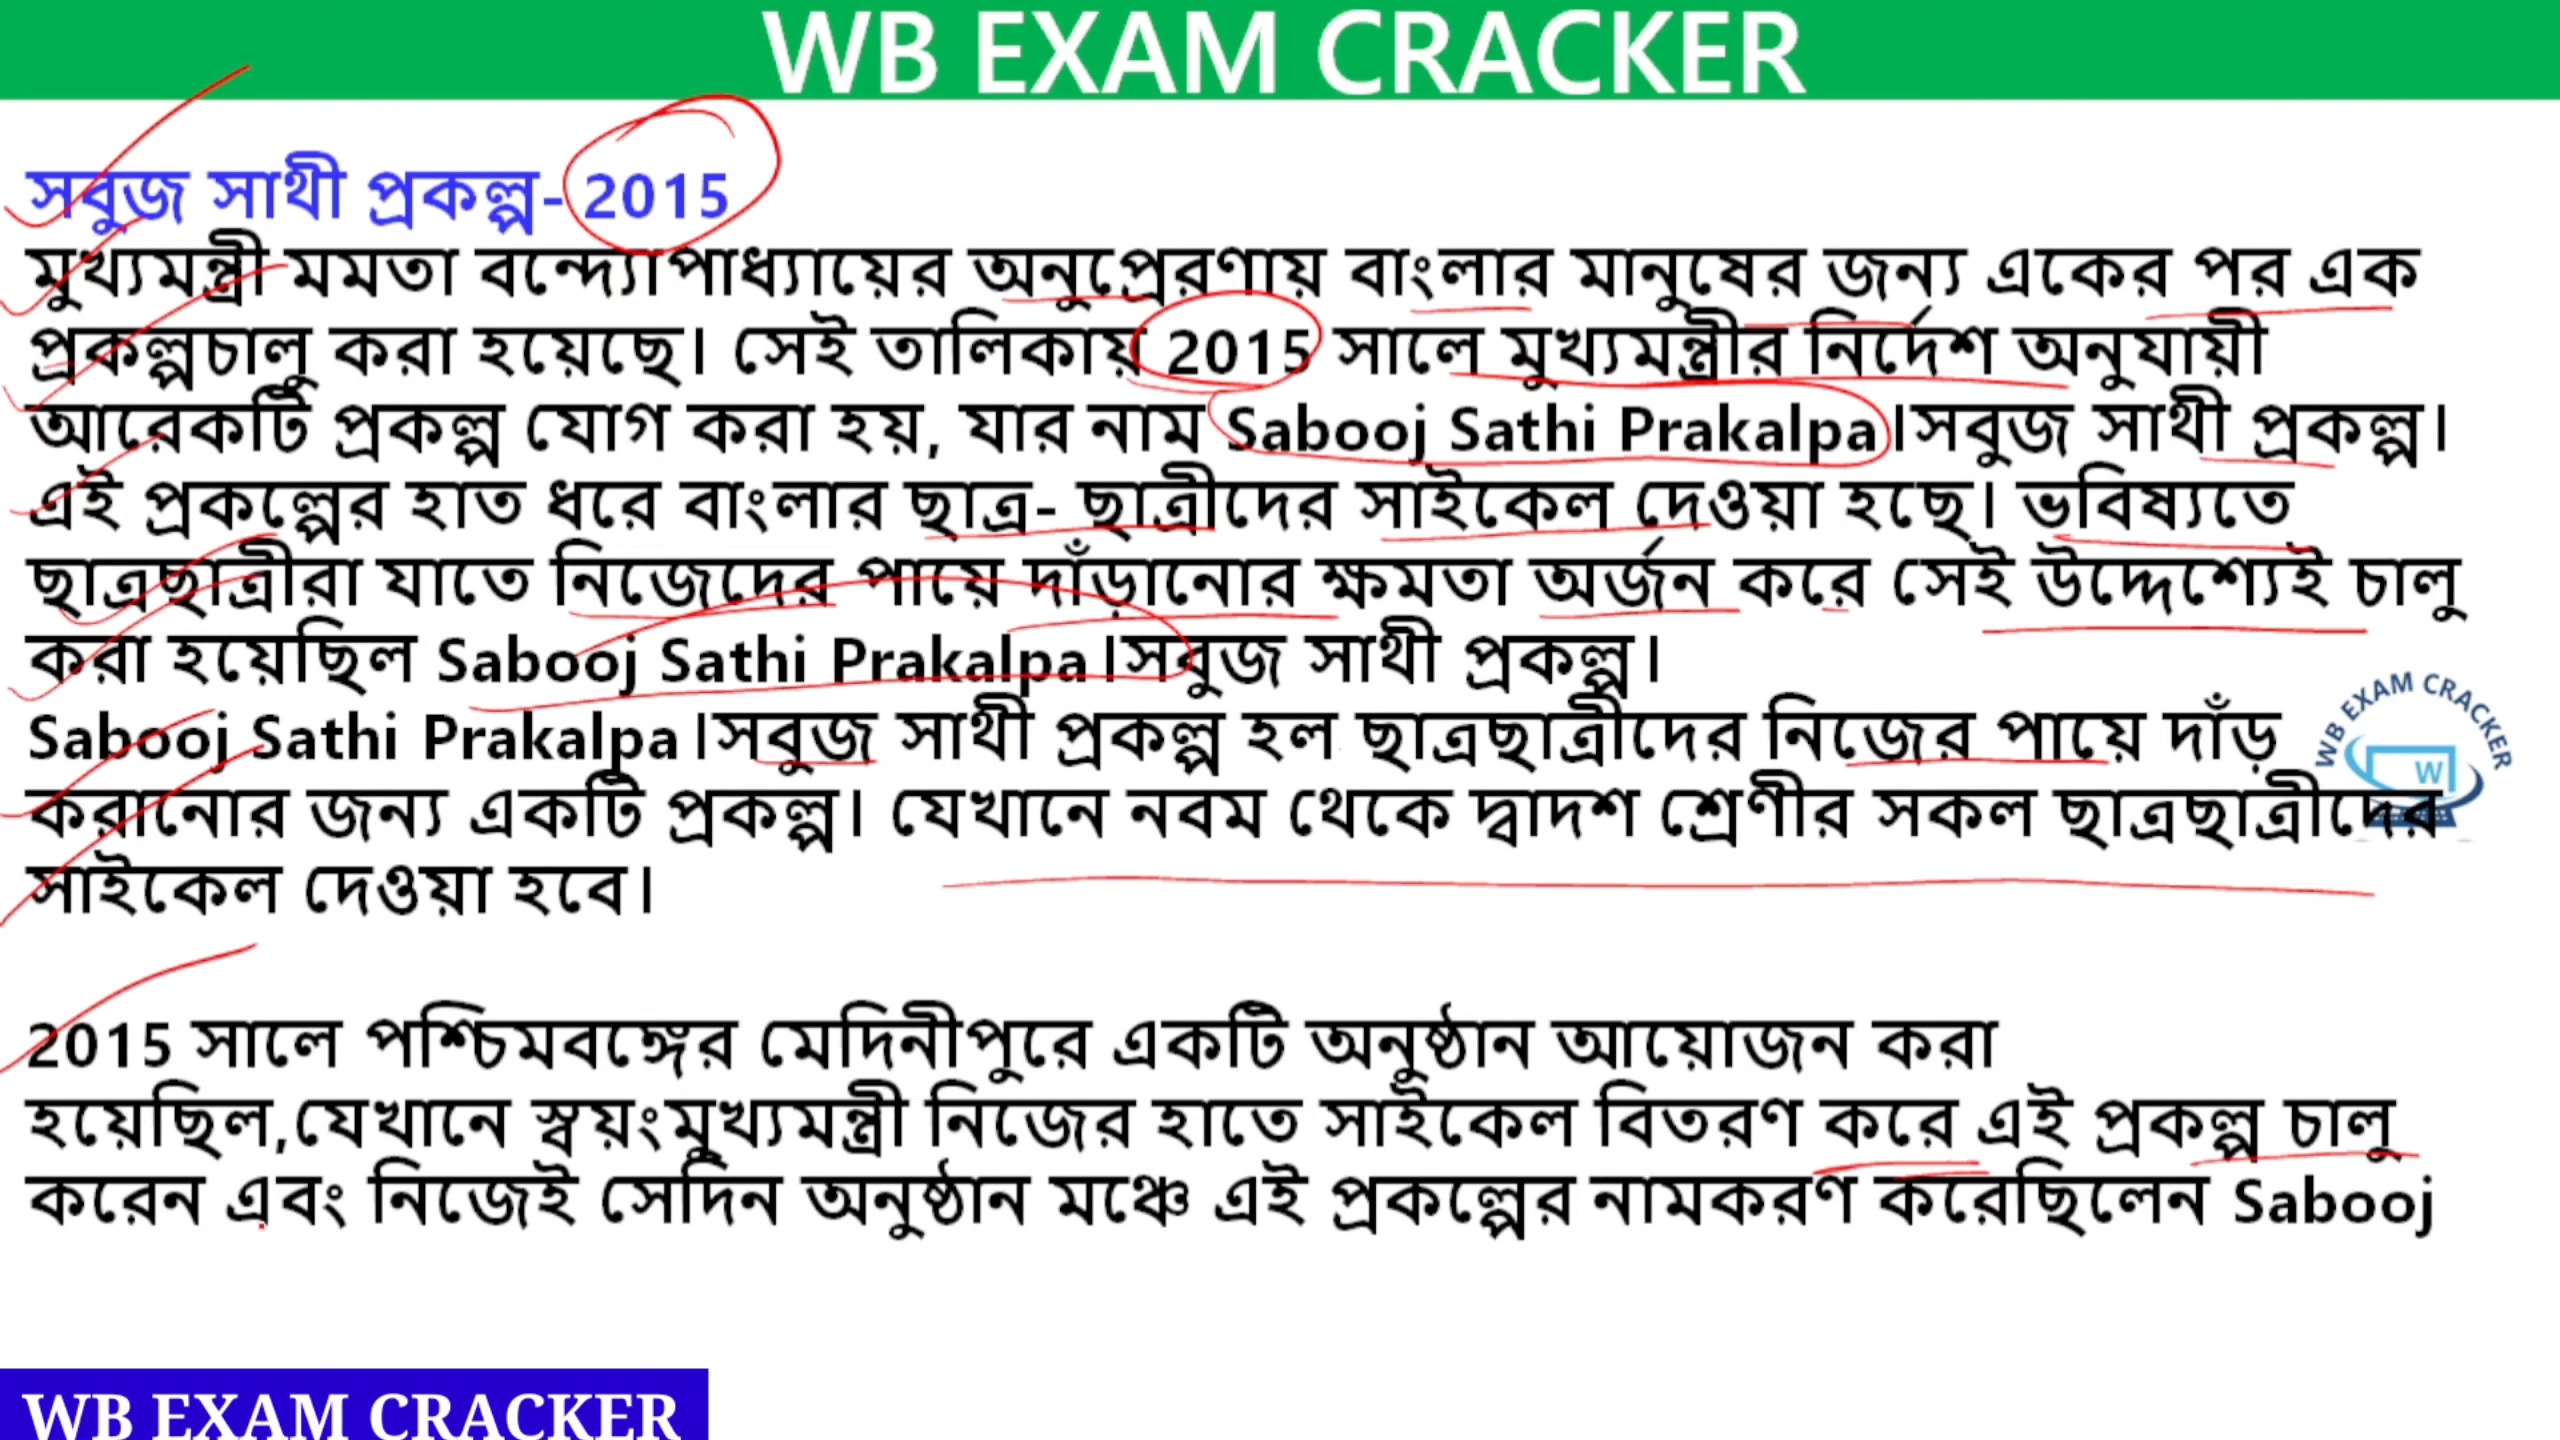 WB EXAM CRACKER
সবুজ সাথী প্রকল্প- 2015
মুখ্যমন্ত্রী মমতা বন্দ্যোপাধ্যায়ের অনুপ্রেরণায় বাংলার মানুষের জন্য একের পর এক
প্রকল্পচালু করা হয়েছে। সেই তালিকায় 2015 সালে মুখ্যমন্ত্রীর নির্দেশ অনুযায়ী
আরেকটি প্রকল্প যোগ করা হয়, যার নাম Sabooj Sathi Prakalpa।সবুজ সাথী প্রকল্প।
এই প্রকল্পের হাত ধরে বাংলার ছাত্র- ছাত্রীদের সাইকেল দেওয়া হছে। ভবিষ্যতে
ছাত্রছাত্রীরা যাতে নিজেদের পায়ে দাঁড়ানোর ক্ষমতা অর্জন করে সেই উদ্দেশ্যেই চালু
করা হয়েছিল Sabooj Sathi Prakalpa।সবুজ সাথী প্রকল্প।
Sabooj Sathi Prakalpa।সবুজ সাথী প্রকল্প হল ছাত্রছাত্রীদের নিজের পায়ে দাঁড়
করানোর জন্য একটি প্রকল্প। যেখানে নবম থেকে দ্বাদশ শ্রেণীর সকল ছাত্রছাত্রীদের
সাইকেল দেওয়া হবে।
WB EXAM CRACKER
W
2015 সালে পশ্চিমবঙ্গের মেদিনীপুরে একটি অনুষ্ঠান আয়োজন করা
হয়েছিল,যেখানে স্বয়ংমুখ্যমন্ত্রী নিজের হাতে সাইকেল বিতরণ করে এই প্রকল্প চালু
করেন এবং নিজেই সেদিন অনুষ্ঠান মঞ্চে এই প্রকল্পের নামকরণ করেছিলেন Sabooj
WB EXAM CRACKER